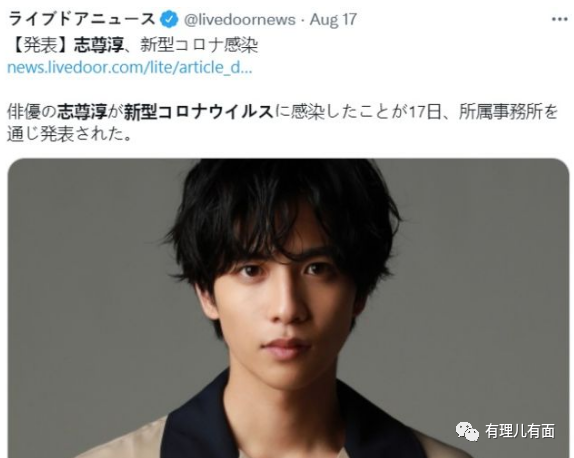 ライブドアニュース @livedoornews · Aug 17
【発表】志尊淳、新型コロナ感染
news.livedoor.com/lite/article_d...
俳優の志尊淳が新型コロナウイルスに感染したことが17日、所属事務所を
通じ発表された。
有理儿有面